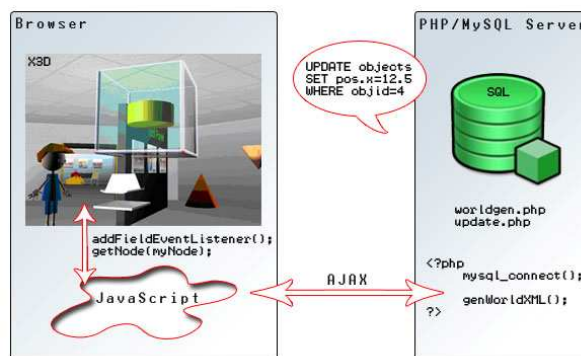 Browser
X3D
addFieldEventListener();
getNode(myNode);
JavaScript
AJAX
UPDATE objects
SET pos.x=12.5
WHERE objid=4
PHP/MySQL Server
SQL
worldgen.php
update.php
<?php
mysql_connect();
genWorldXML();
?>